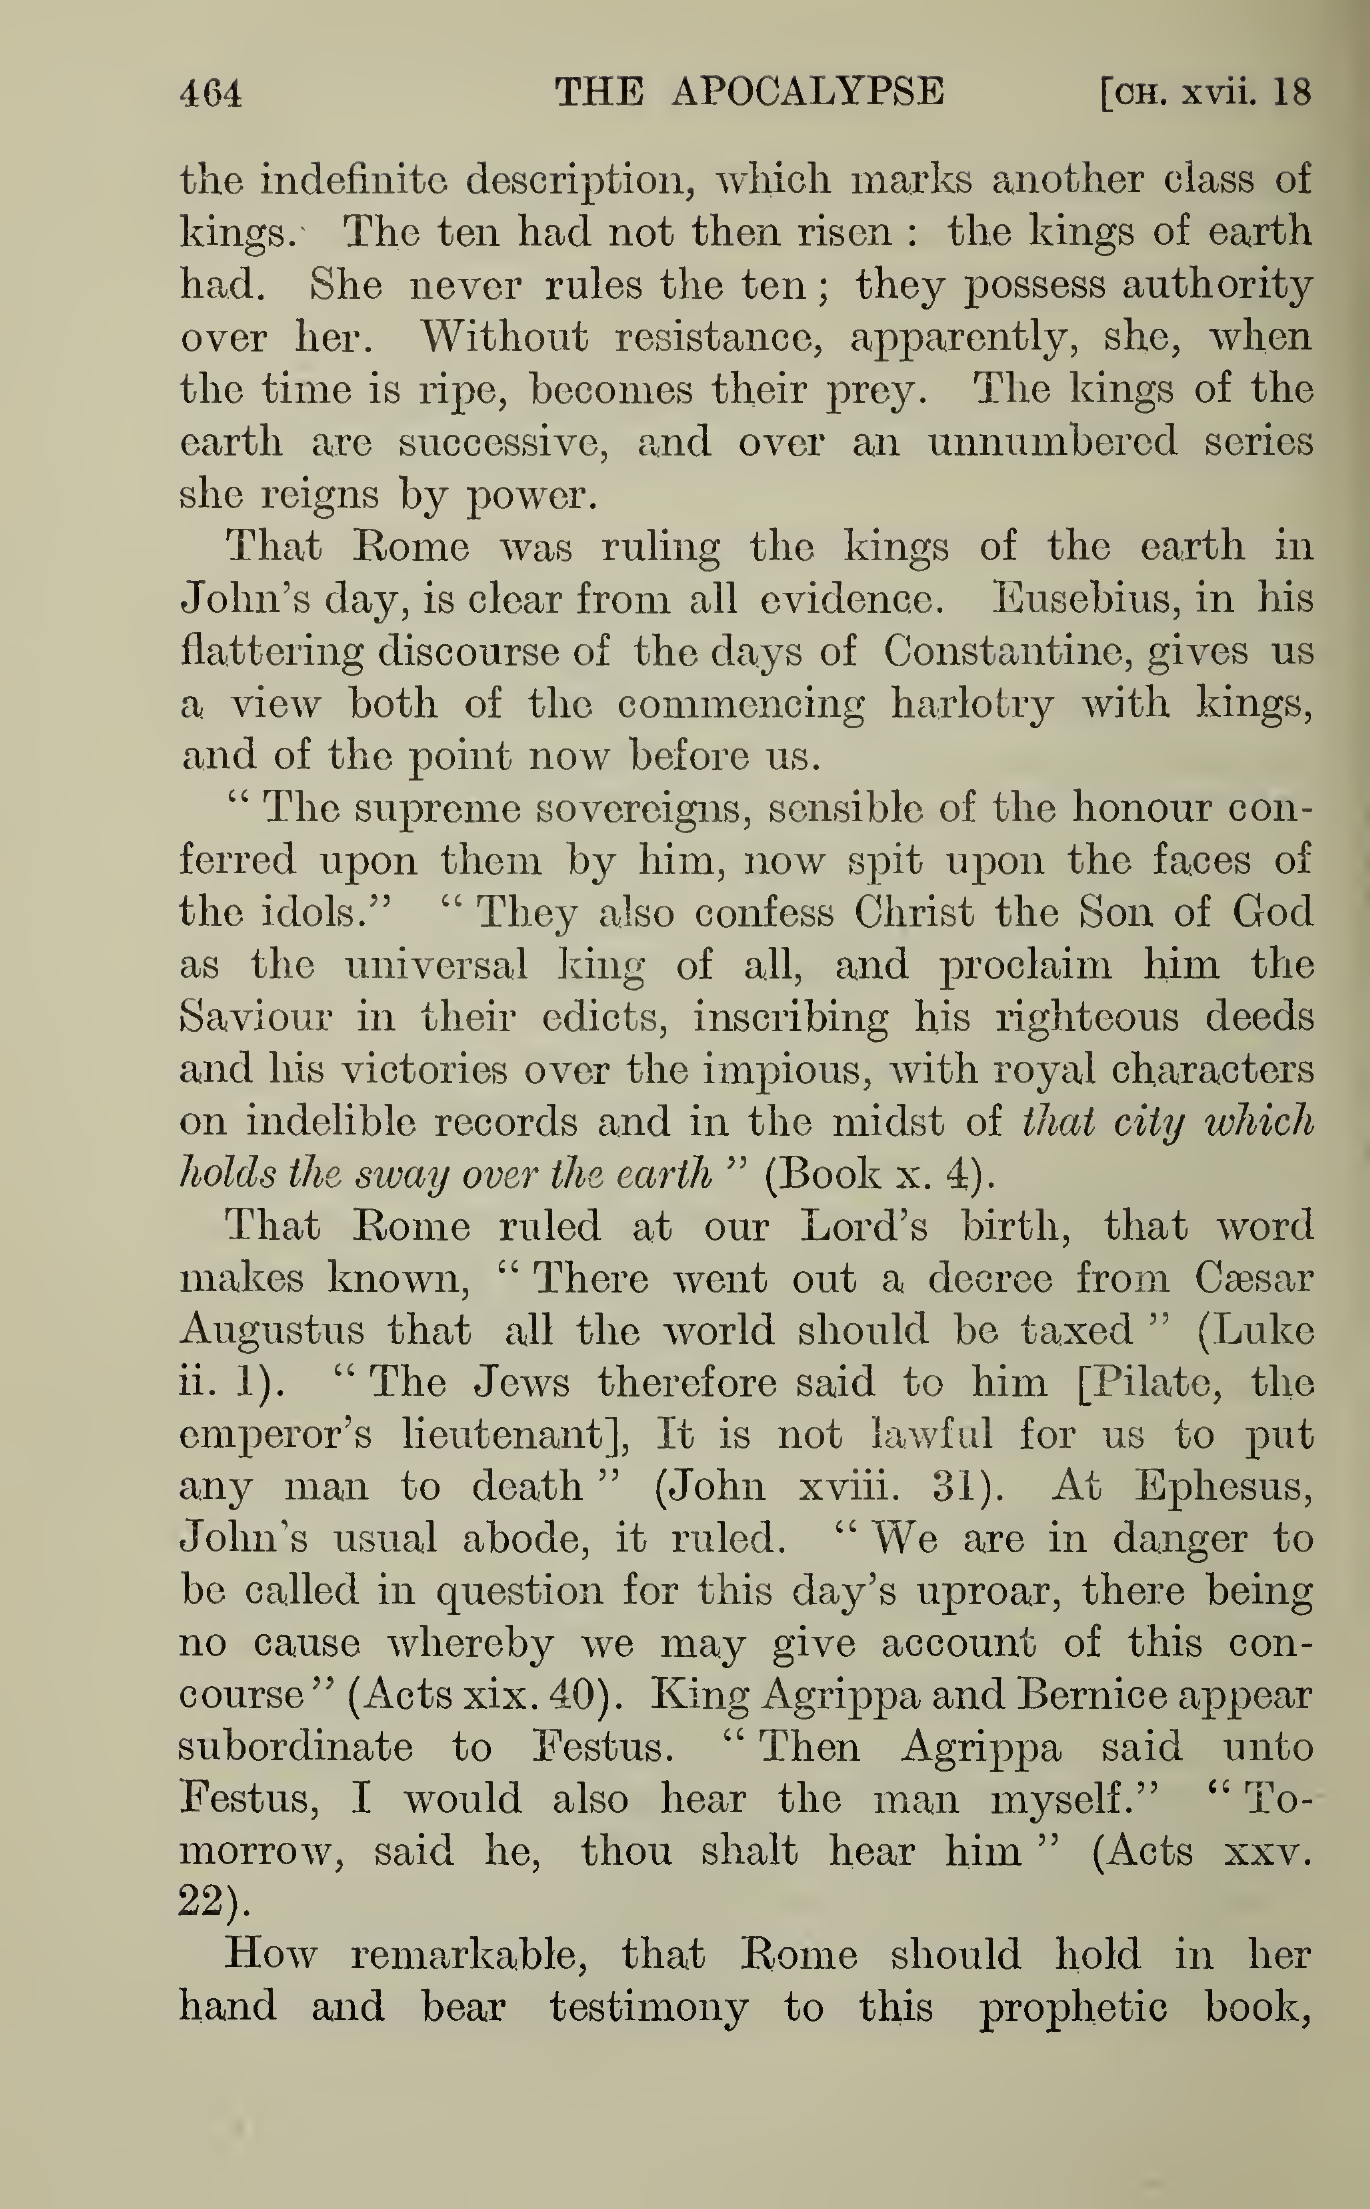 464 THE APOCALYPSE [CH. xvii. 18
the indefinite description, which marks another class of
kings. The ten had not then risen : the kings of earth
had. She never rules the ten ; they possess authority
over her. Without resistance, apparently, she, when
the time is ripe, becomes their prey. The kings of the
earth are successive, and over an unnumbered series
she reigns by power.
That Rome was ruling the kings of the earth in
John's day, is clear from all evidence. Eusebius, in his
flattering discourse of the days of Constantine, gives us
a view both of the commencing harlotry with kings,
and of the point now before us.
“ The supreme sovereigns, sensible of the honour con-
ferred upon them by him, now spit upon the faces of
the idols.” “ They also confess Christ the Son of God
as the universal king of all, and proclaim him the
Saviour in their edicts, inscribing his righteous deeds
and his victories over the impious, with royal characters
on indelible records and in the midst of that city which
holds the sway over the earth ” (Book x. 4).
That Rome ruled at our Lord's birth, that word
makes known, “ There went out a decree from Cæsar
Augustus that all the world should be taxed ” (Luke
ii. 1). “ The Jews therefore said to him [Pilate, the
emperor's lieutenant], It is not lawful for us to put
any man to death ” (John xviii. 31). At Ephesus,
John's usual abode, it ruled. “ We are in danger to
be called in question for this day's uproar, there being
no cause whereby we may give account of this con-
course ” (Acts xix. 40). King Agrippa and Bernice appear
subordinate to Festus. “ Then Agrippa said unto
Festus, I would also hear the man myself.” “ To-
morrow, said he, thou shalt hear him ” (Acts xxv.
22).
How remarkable, that Rome should hold in her
hand and bear testimony to this prophetic book,